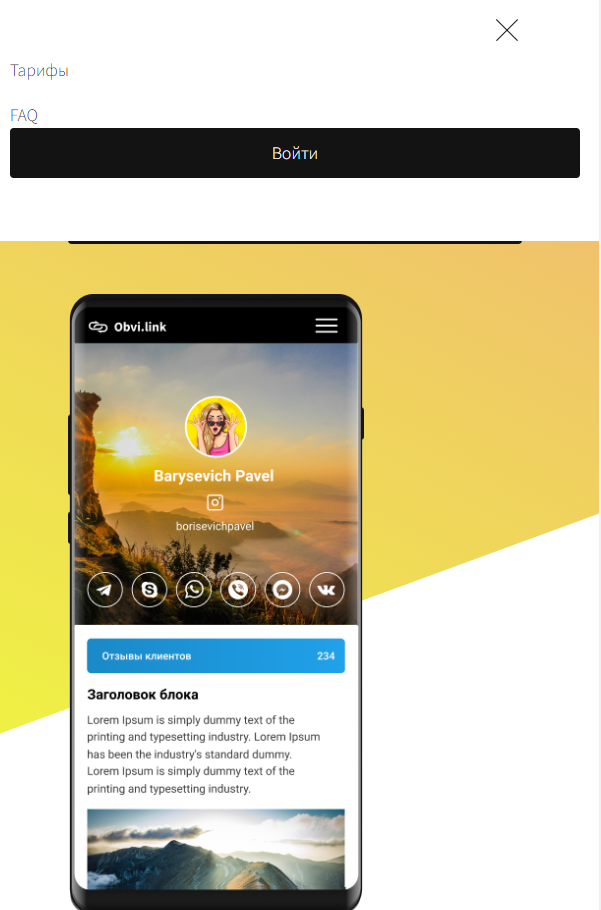 Тарифы
FAQ
Войти
Obvi.link
Barysevich Pavel
borisevichpavel
Отзывы клиентов 234
Заголовок блока
Lorem Ipsum is simply dummy text of the
printing and typesetting industry. Lorem Ipsum
has been the industry's standard dummy.
Lorem Ipsum is simply dummy text of the
printing and typesetting industry.